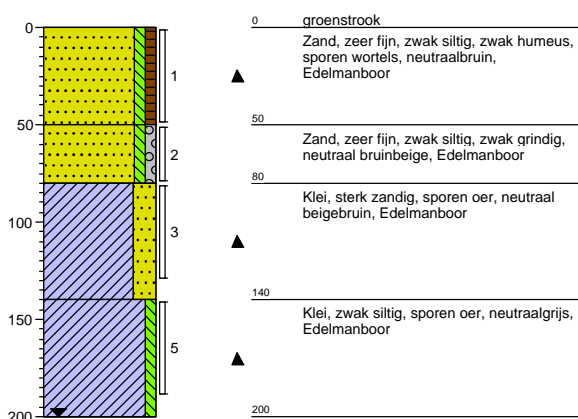 0
50
100
150
200
1
2
3
5
0 groenstrook
Zand, zeer fijn, zwak siltig, zwak humeus,
sporen wortels, neutraalbruin,
Edelmanboor
50
Zand, zeer fijn, zwak siltig, zwak grindig,
neutraal bruinbeige, Edelmanboor
80
Klei, sterk zandig, sporen oer, neutraal
beigebruin, Edelmanboor
140
Klei, zwak siltig, sporen oer, neutraalgrijs,
Edelmanboor
200